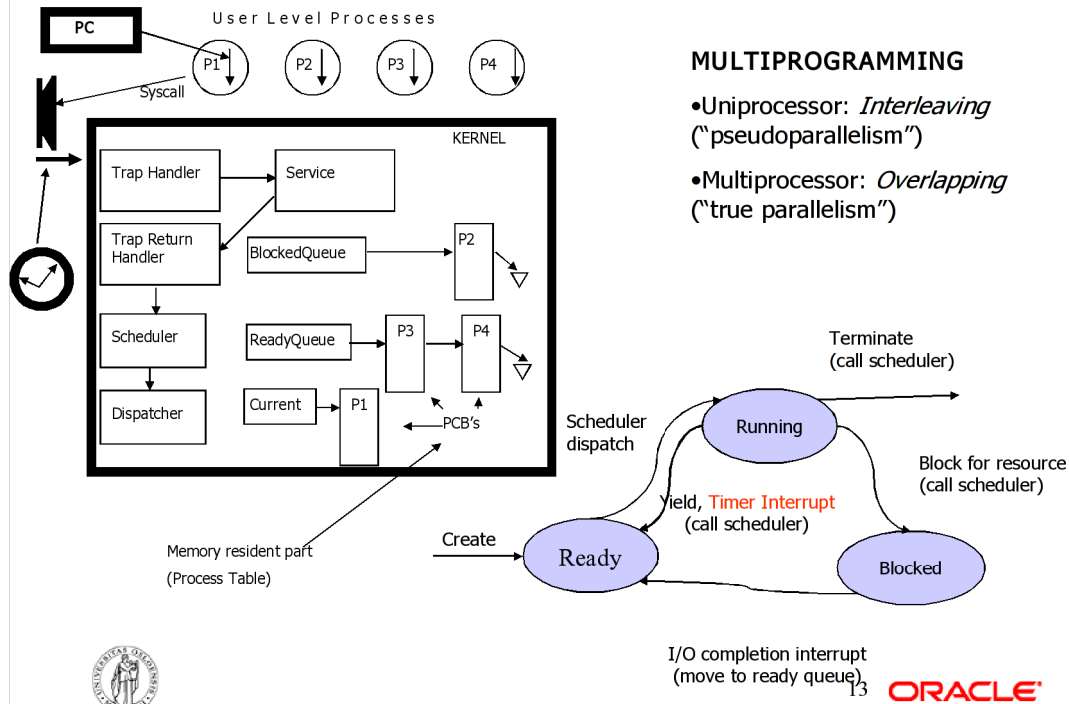 User Level Processes
PC
P1
P2
P3
P4
Syscall
KERNEL
Trap Handler
Service
Trap Return
Handler
BlockedQueue
P2
Scheduler
ReadyQueue
P3
P4
Dispatcher
Current
P1
PCB's
Memory resident part
(Process Table)
MULTIPROGRAMMING
•Uniprocessor: Interleaving
("pseudoparallelism")
•Multiprocessor: Overlapping
("true parallelism")
Terminate
(call scheduler)
Scheduler
dispatch
Running
Block for resource
(call scheduler)
Yield, Timer Interrupt
(call scheduler)
Create
Ready
Blocked
I/O completion interrupt
(move to ready queue)
13
ORACLE
UNIVERSITAS OSLOENSIS